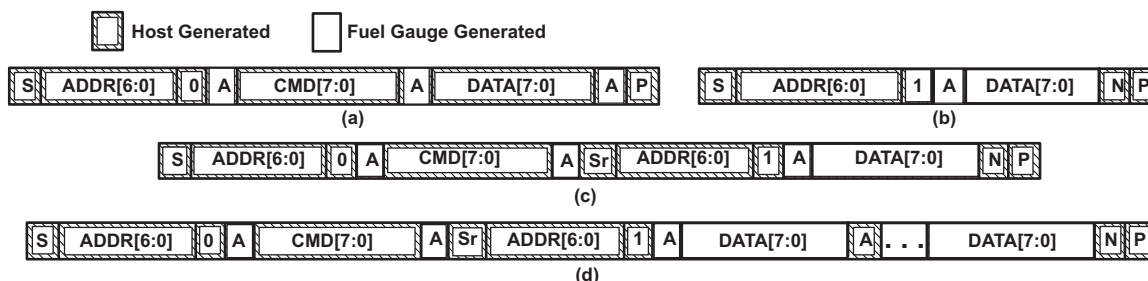 Host Generated Fuel Gauge Generated
S ADDR[6:0] 0 A CMD[7:0] A DATA[7:0] A P S ADDR[6:0] 1 A DATA[7:0] N P
(a) (b)
S ADDR[6:0] 0 A CMD[7:0] A Sr ADDR[6:0] 1 A DATA[7:0] N P
(c)
S ADDR[6:0] 0 A CMD[7:0] A Sr ADDR[6:0] 1 A DATA[7:0] A . . . DATA[7:0] N P
(d)